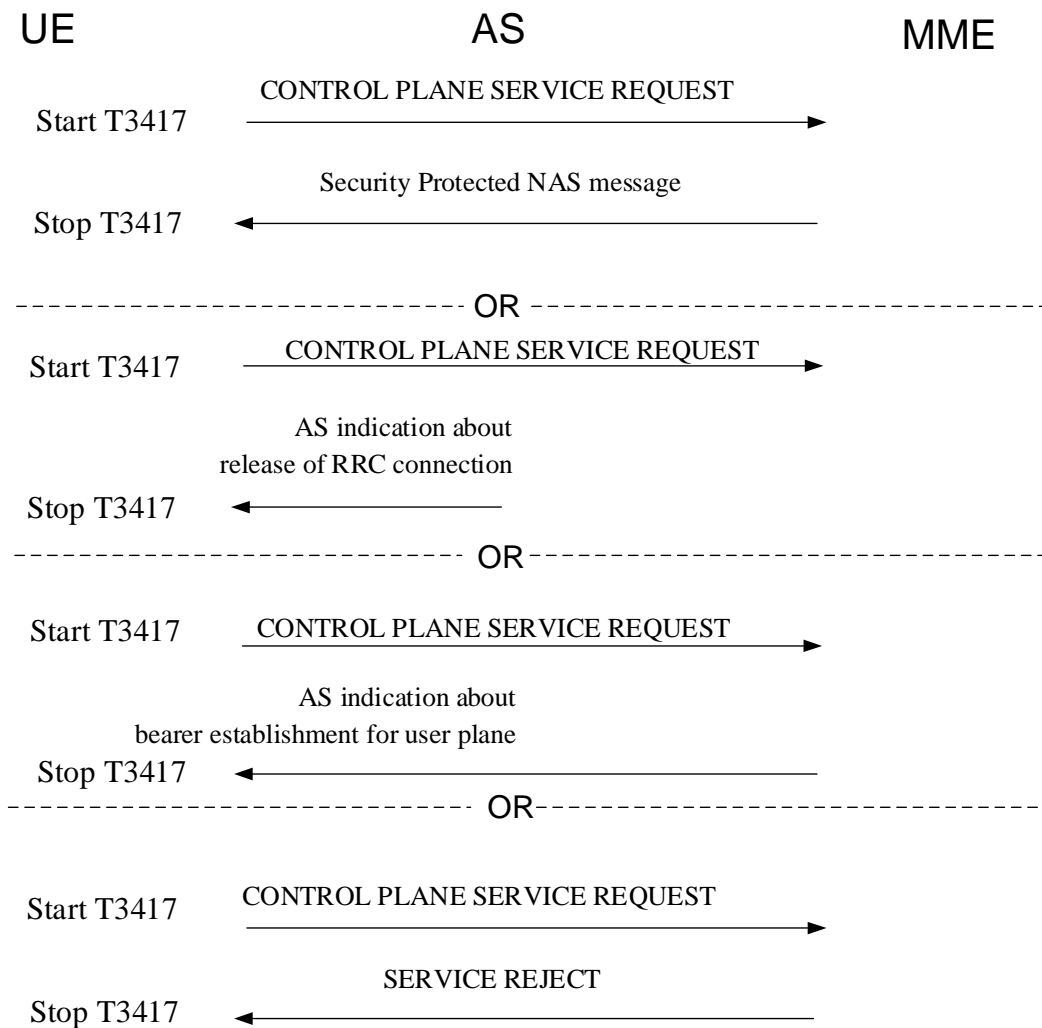 UE AS MME
CONTROL PLANE SERVICE REQUEST
Start T3417
Security Protected NAS message
Stop T3417
OR
CONTROL PLANE SERVICE REQUEST
Start T3417
AS indication about
release of RRC connection
Stop T3417
OR
Start T3417 CONTROL PLANE SERVICE REQUEST
AS indication about
bearer establishment for user plane
Stop T3417
OR
CONTROL PLANE SERVICE REQUEST
Start T3417
SERVICE REJECT
Stop T3417